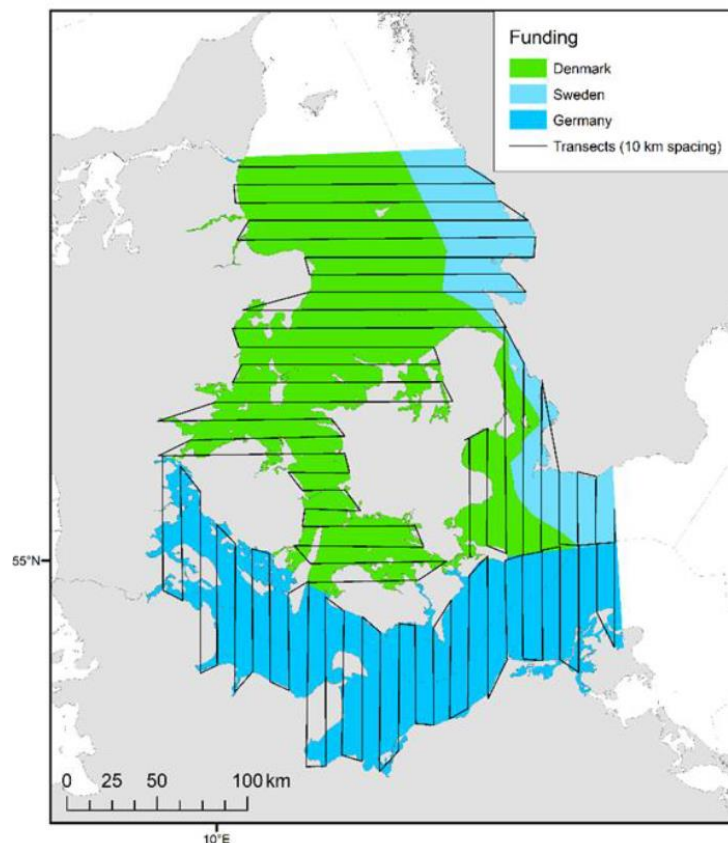 Funding
Denmark
Sweden
Germany
Transects (10 km spacing)
55°N
0 25 50 100 km
10°E